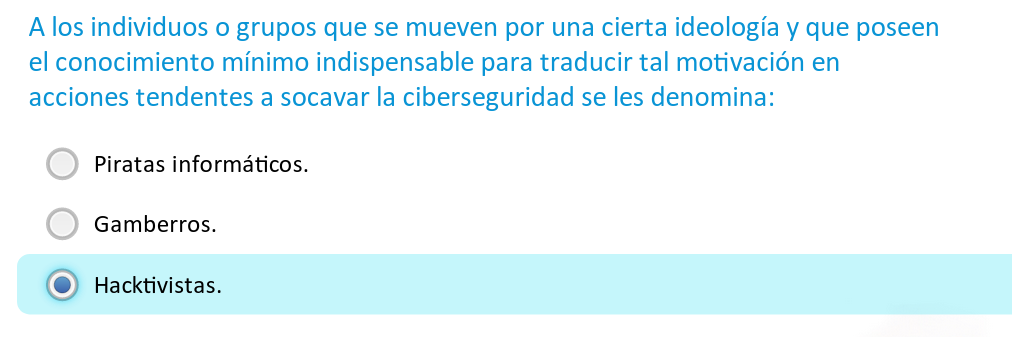 A los individuos o grupos que se mueven por una cierta ideología y que poseen
el conocimiento mínimo indispensable para traducir tal motivación en
acciones tendentes a socavar la ciberseguridad se les denomina:
Piratas informáticos.
Gamberros.
Hacktivistas.